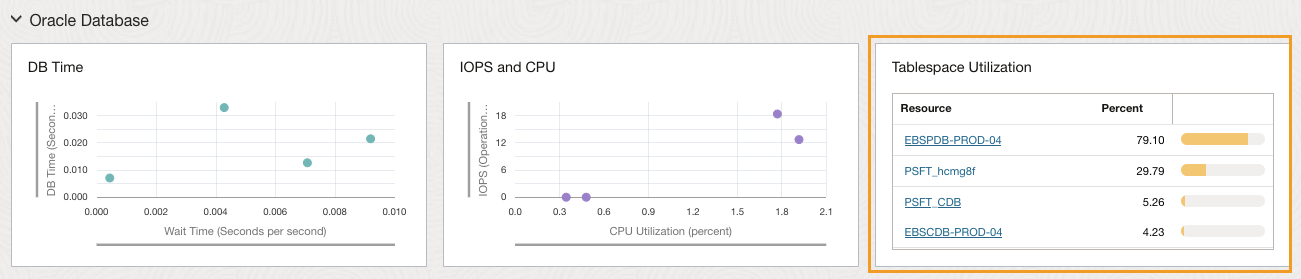 Oracle Database
DB Time
DB Time (Secon...
0.030
0.020
0.010
0.000
0.000 0.002 0.004 0.006 0.008 0.010
Wait Time (Seconds per second)
IOPS and CPU
IOPS (Operation...
18
12
6
0
0.0 0.3 0.6 0.9 1.2 1.5 1.8 2.1
CPU Utilization (percent)
Tablespace Utilization
Resource Percent
EBSPDB-PROD-04 79.10
PSFT_hcmg8f 29.79
PSFT_CDB 5.26
EBSCDB-PROD-04 4.23